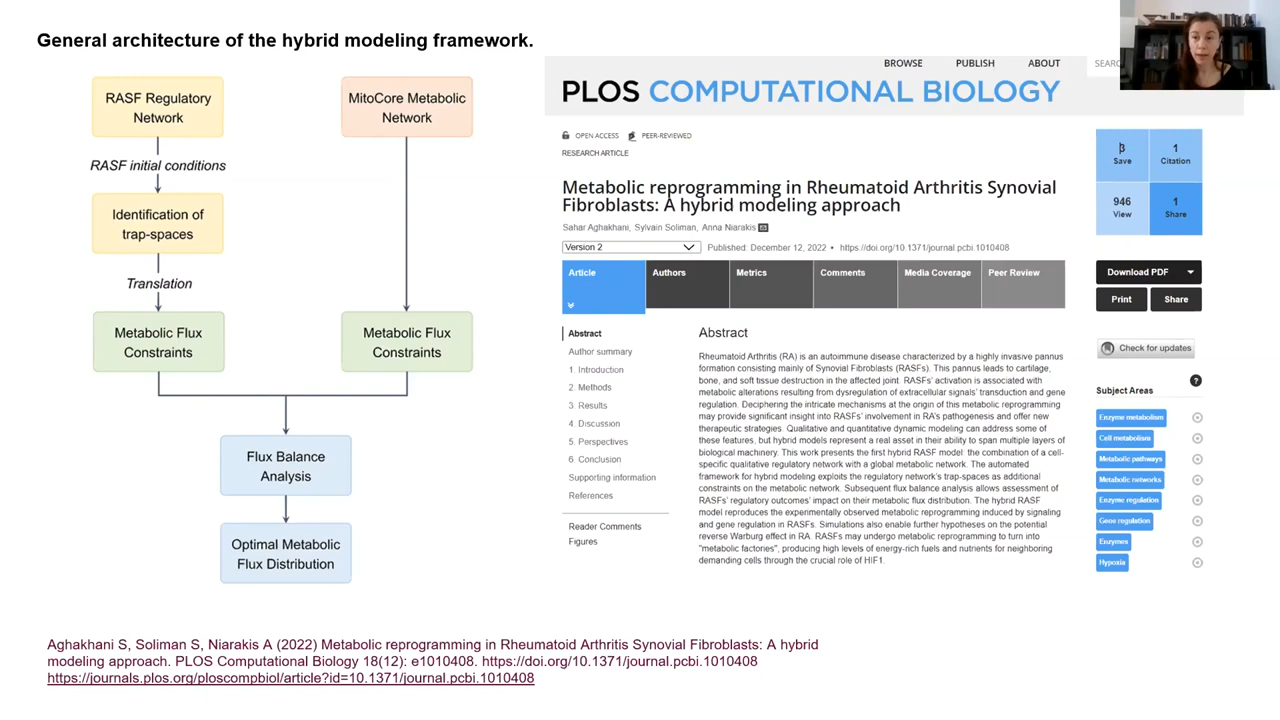 General architecture of the hybrid modeling framework.
RASF Regulatory
Network
RASF initial conditions
Identification of
trap-spaces
Translation
Metabolic Flux
Constraints
MitoCore Metabolic
Network
Metabolic Flux
Constraints
Flux Balance
Analysis
Optimal Metabolic
Flux Distribution
BROWSE PUBLISH ABOUT SEARC
PLOS COMPUTATIONAL BIOLOGY
OPEN ACCESS PEER-REVIEWED
RESEARCH ARTICLE
Metabolic reprogramming in Rheumatoid Arthritis Synovial
Fibroblasts: A hybrid modeling approach
Sahar Aghakhani, Sylvain Soliman, Anna Niarakis
Version 2 Published: December 12, 2022 • https://doi.org/10.1371/journal.pcbi.1010408
3 1
Save Citation
946 1
View Share
Article Authors Metrics Comments Media Coverage Peer Review
Download PDF
Print Share
Check for updates
Abstract
Author summary
1. Introduction
2. Methods
3. Results
4. Discussion
5. Perspectives
6. Conclusion
Supporting information
References
Reader Comments
Figures
Abstract
Rheumatoid Arthritis (RA) is an autoimmune disease characterized by a highly invasive pannus
formation consisting mainly of Synovial Fibroblasts (RASFs). This pannus leads to cartilage,
bone, and soft tissue destruction in the affected joint. RASFs' activation is associated with
metabolic alterations resulting from dysregulation of extracellular signals' transduction and gene
regulation. Deciphering the intricate mechanisms at the origin of this metabolic reprogramming
may provide significant insight into RASFs' involvement in RA's pathogenesis and offer new
therapeutic strategies. Qualitative and quantitative dynamic modeling can address some of
these features, but hybrid models represent a real asset in their ability to span multiple layers of
biological machinery. This work presents the first hybrid RASF model: the combination of a cell-
specific qualitative regulatory network with a global metabolic network. The automated
framework for hybrid modeling exploits the regulatory network's trap-spaces as additional
constraints on the metabolic network. Subsequent flux balance analysis allows assessment of
RASFs' regulatory outcomes' impact on their metabolic flux distribution. The hybrid RASF
model reproduces the experimentally observed metabolic reprogramming induced by signaling
and gene regulation in RASFs. Simulations also enable further hypotheses on the potential
reverse Warburg effect in RA. RASFs may undergo metabolic reprogramming to turn into
"metabolic factories", producing high levels of energy-rich fuels and nutrients for neighboring
demanding cells through the crucial role of HIF1.
Subject Areas ?
Enzyme metabolism
Cell metabolism
Metabolic pathways
Metabolic networks
Enzyme regulation
Gene regulation
Enzymes
Hypoxia
Aghakhani S, Soliman S, Niarakis A (2022) Metabolic reprogramming in Rheumatoid Arthritis Synovial Fibroblasts: A hybrid
modeling approach. PLOS Computational Biology 18(12): e1010408. https://doi.org/10.1371/journal.pcbi.1010408
https://journals.plos.org/ploscompbiol/article?id=10.1371/journal.pcbi.1010408